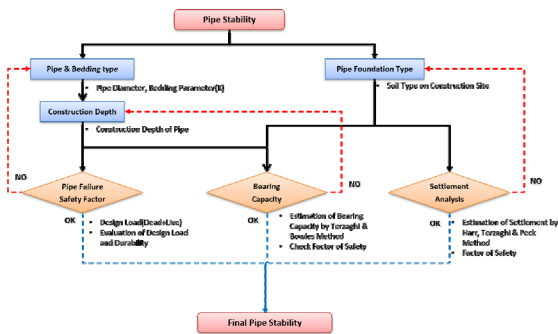 Pipe Stability
Pipe & Bedding type
Pipe Foundation Type
• Pipe Diameter, Bedding Parameter(K)
• Soil Type on Construction Site
Construction Depth
• Construction Depth of Pipe
NO
NO
NO
Pipe Failure
Safety Factor
Bearing
Capacity
Settlement
Analysis
OK
• Design Load(Dead+Live)
• Evaluation of Design Load
and Durability
OK
• Estimation of Bearing
Capacity by Terzaghi &
Bowles Method
• Check Factor of Safety
OK
• Estimation of Settlement by
Harr, Terzaghi & Peck
Method
• Factor of Safety
Final Pipe Stability